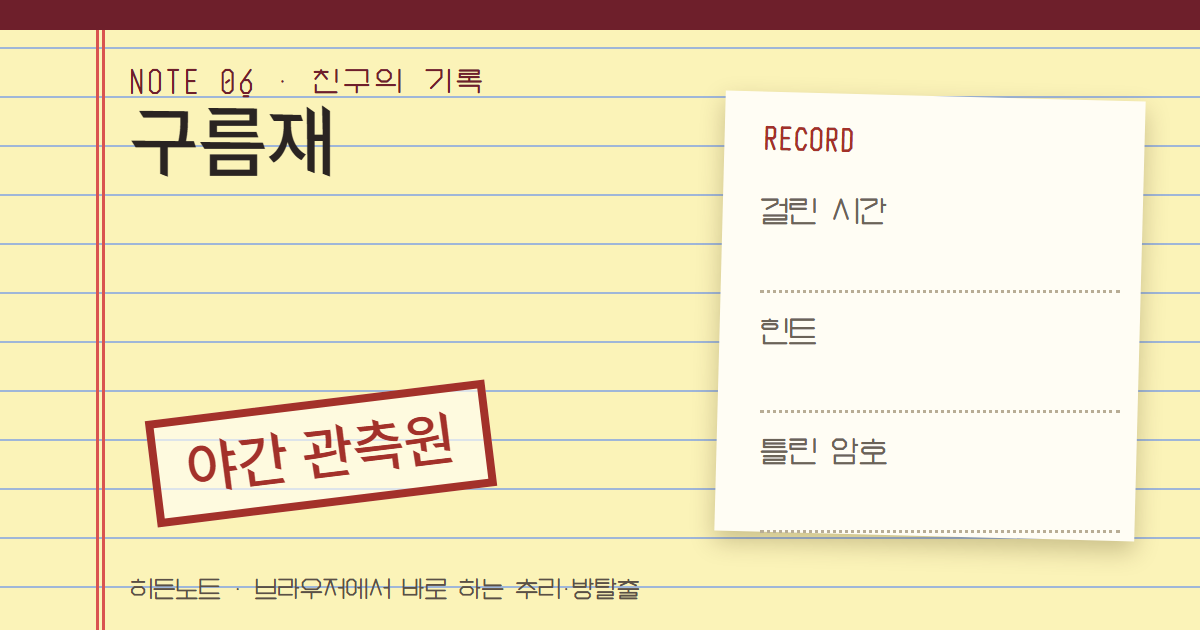 NOTE 06 · 친구의 기록
구름재
야간 관측원
RECORD
걸린 시간
힌트
틀린 암호
히든노트 · 브라우저에서 바로 하는 추리·방탈출